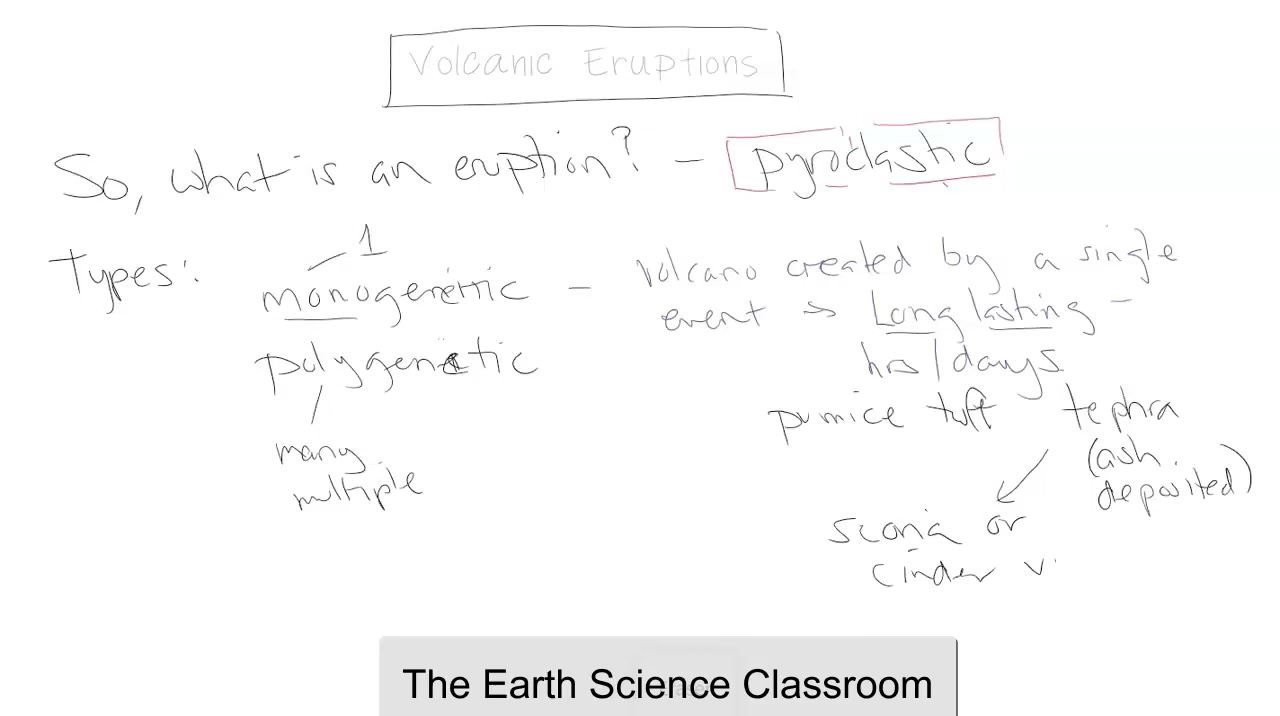 Volcanic Eruptions
So, what is an eruption? - pyroclastic
Types:
1
monogenetic - volcano created by a single
event → Long lasting -
hrs/days
polygenetic
many
multiple
pumice tuff tephra
(ash
deposited)
scoria or
cinder v
The Earth Science Classroom